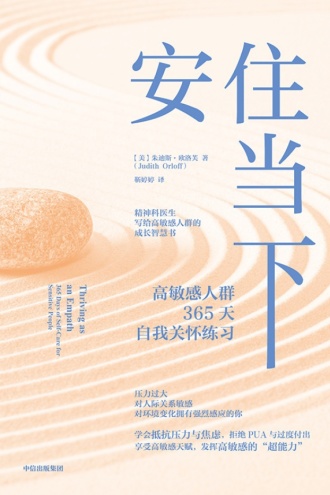 安住当下
【美】朱迪斯·欧洛芙 著
（Judith Orloff）
靳婷婷 译
精神科医生
写给高敏感人群的
成长智慧书
高敏感人群
365 天
自我关怀练习
Thriving as
an Empath
365 Days of Self-Care for
Sensitive People
压力过大
对人际关系敏感
对环境变化拥有强烈感应的你
学会抵抗压力与焦虑，拒绝 PUA 与过度付出
享受高敏感天赋，发挥高敏感的“超能力”
中信出版集团